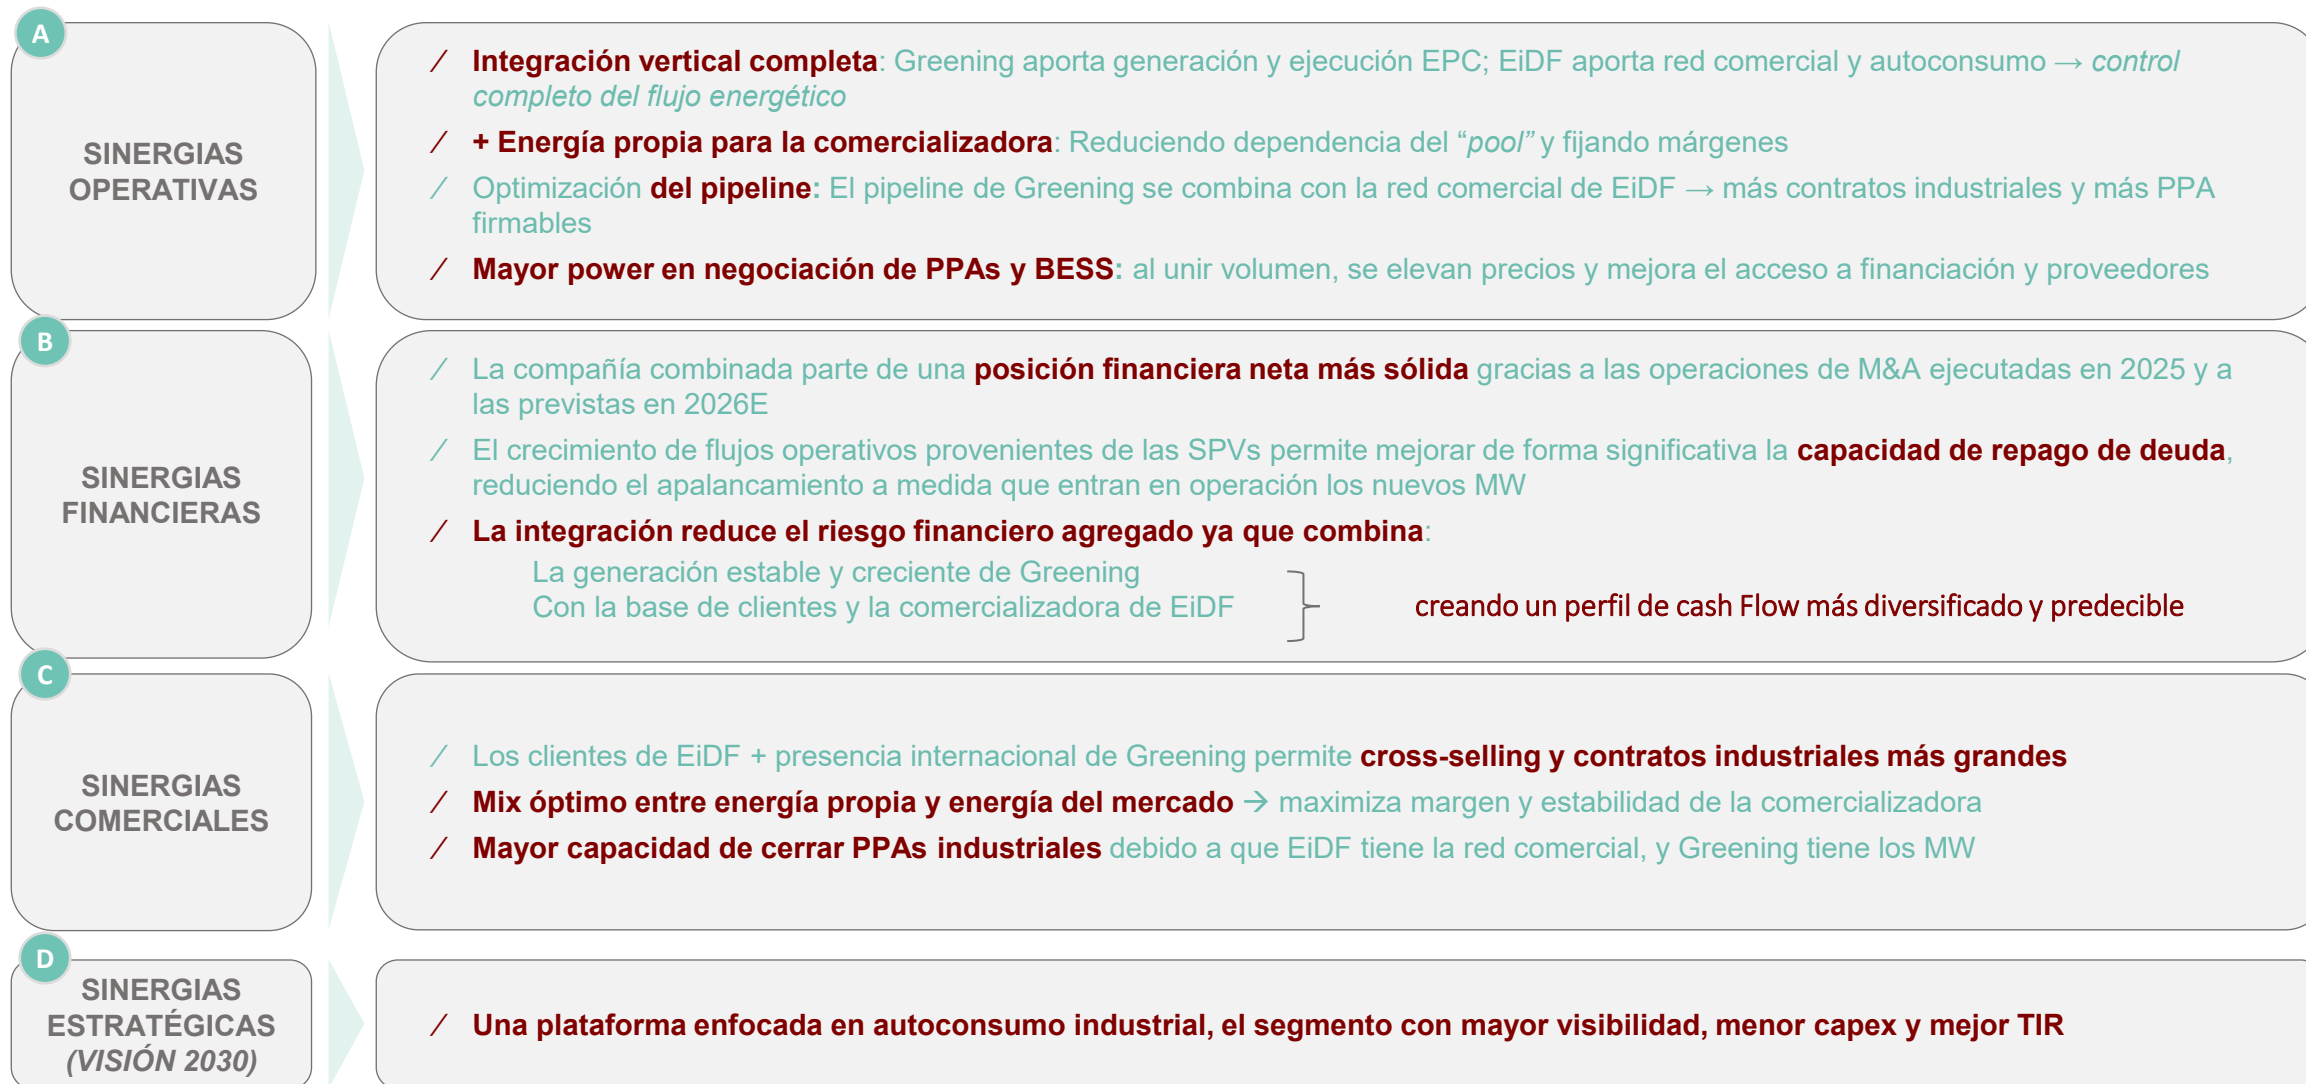 A
SINERGIAS
OPERATIVAS
/ Integración vertical completa: Greening aporta generación y ejecución EPC; EiDF aporta red comercial y autoconsumo → control
completo del flujo energético
/ + Energía propia para la comercializadora: Reduciendo dependencia del “pool” y fijando márgenes
/ Optimización del pipeline: El pipeline de Greening se combina con la red comercial de EiDF → más contratos industriales y más PPA
firmables
/ Mayor power en negociación de PPAs y BESS: al unir volumen, se elevan precios y mejora el acceso a financiación y proveedores
B
SINERGIAS
FINANCIERAS
/ La compañía combinada parte de una posición financiera neta más sólida gracias a las operaciones de M&A ejecutadas en 2025 y a
las previstas en 2026E
/ El crecimiento de flujos operativos provenientes de las SPVs permite mejorar de forma significativa la capacidad de repago de deuda,
reduciendo el apalancamiento a medida que entran en operación los nuevos MW
/ La integración reduce el riesgo financiero agregado ya que combina:
La generación estable y creciente de Greening
Con la base de clientes y la comercializadora de EiDF
creando un perfil de cash Flow más diversificado y predecible
C
SINERGIAS
COMERCIALES
/ Los clientes de EiDF + presencia internacional de Greening permite cross-selling y contratos industriales más grandes
/ Mix óptimo entre energía propia y energía del mercado → maximiza margen y estabilidad de la comercializadora
/ Mayor capacidad de cerrar PPAs industriales debido a que EiDF tiene la red comercial, y Greening tiene los MW
D
SINERGIAS
ESTRATÉGICAS
(VISIÓN 2030)
/ Una plataforma enfocada en autoconsumo industrial, el segmento con mayor visibilidad, menor capex y mejor TIR